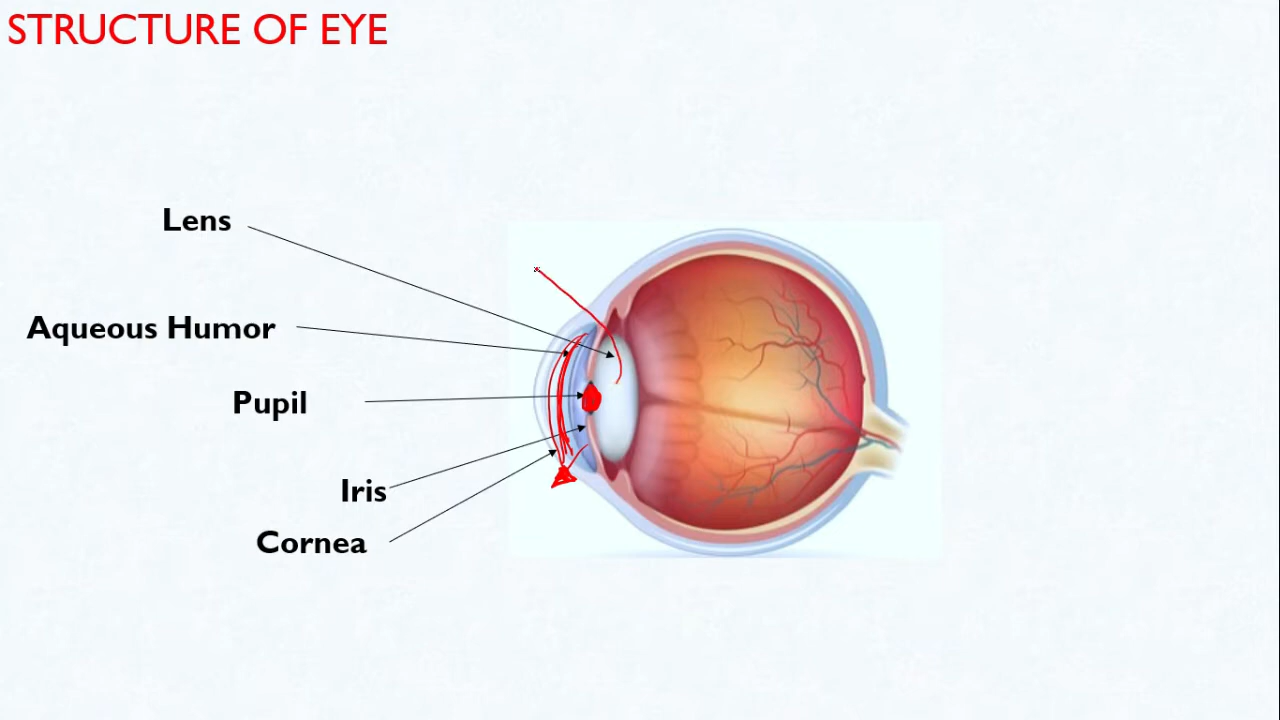 STRUCTURE OF EYE
Lens
Aqueous Humor
Pupil
Iris
Cornea